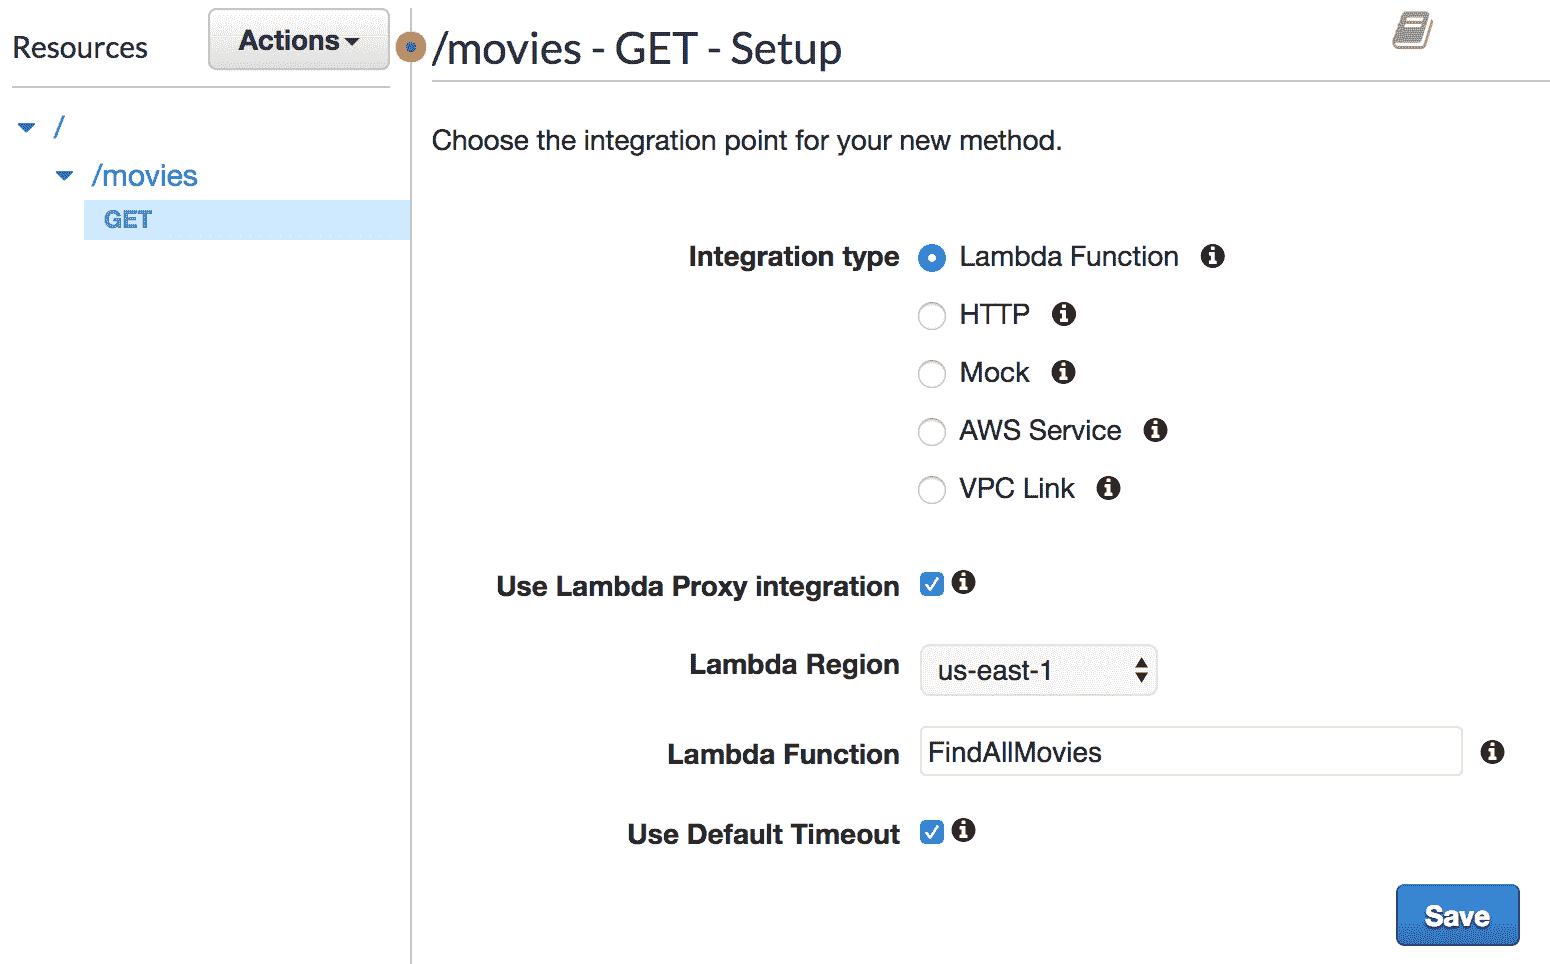 Resources
Actions
/movies - GET - Setup
/
/movies
GET
Choose the integration point for your new method.
Integration type
Lambda Function
HTTP
Mock
AWS Service
VPC Link
Use Lambda Proxy integration
Lambda Region us-east-1
Lambda Function FindAllMovies
Use Default Timeout
Save